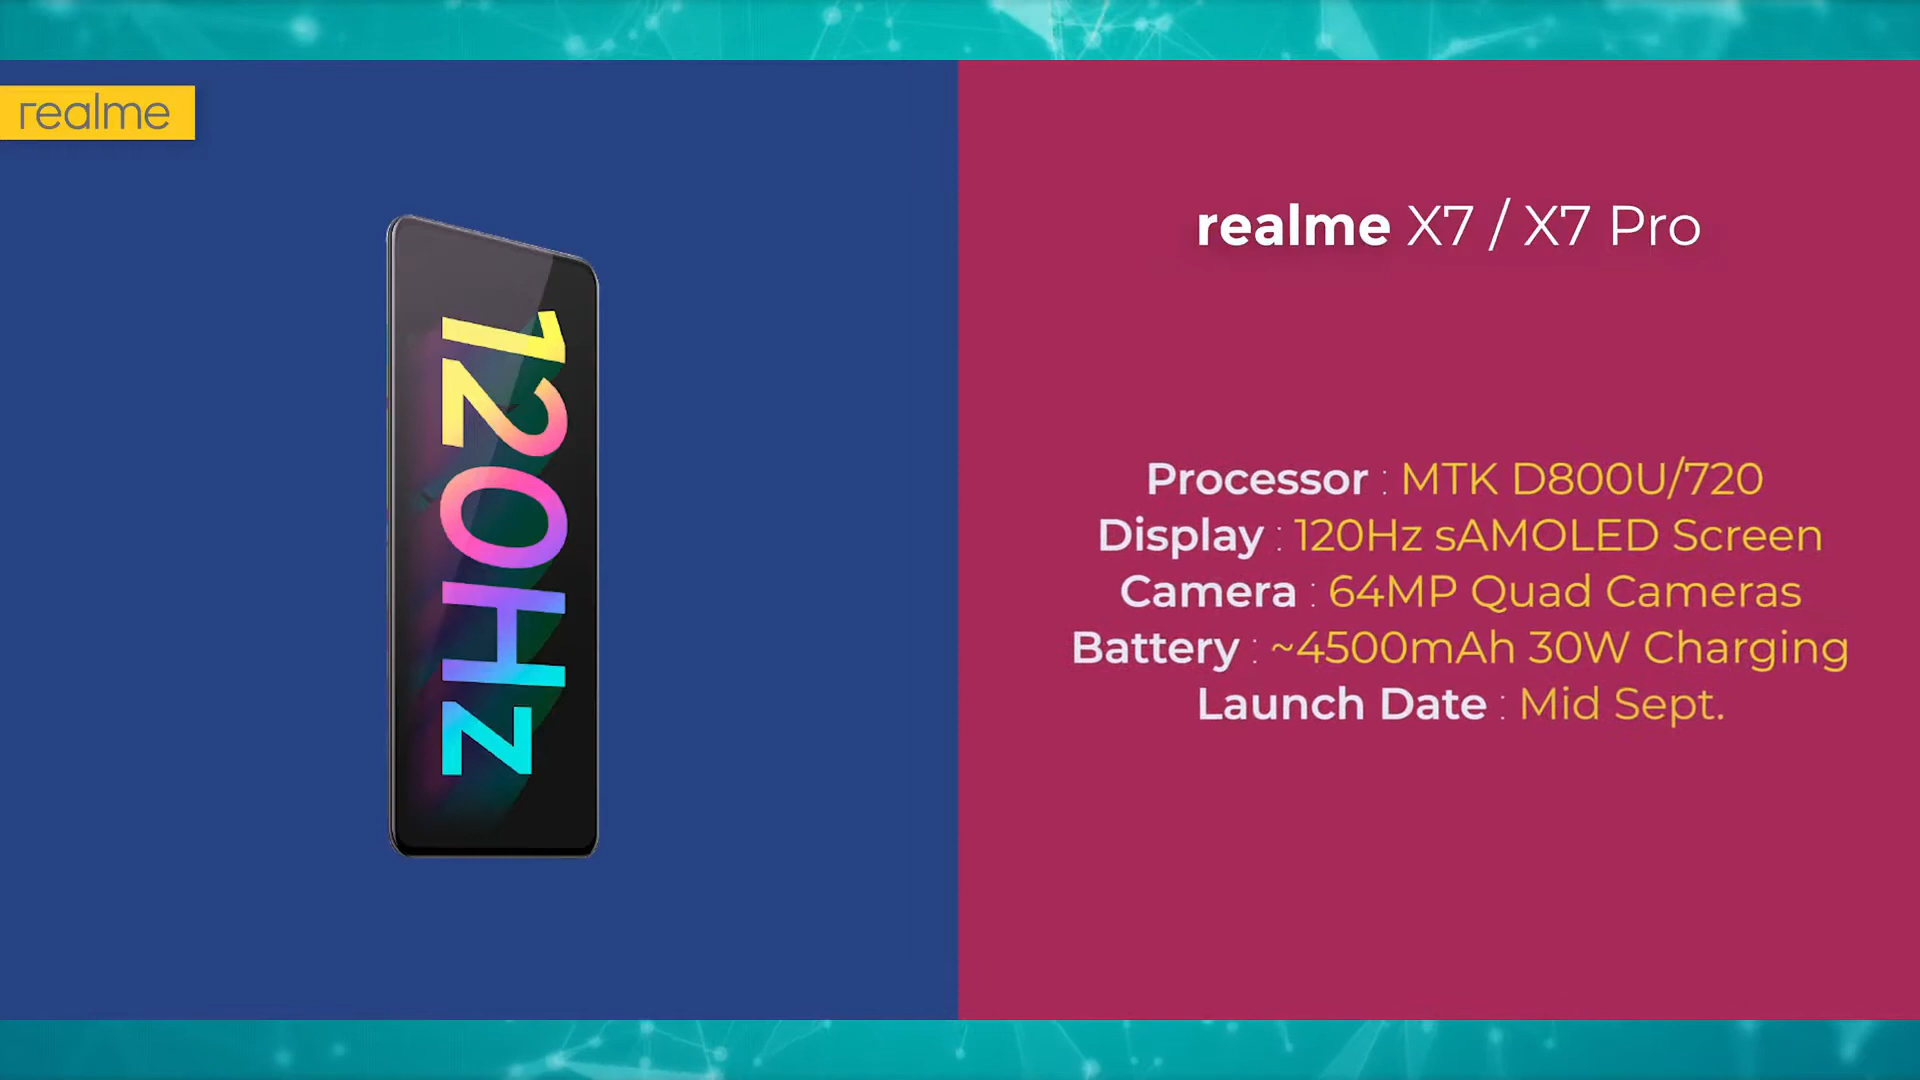 realme
120Hz
realme X7 / X7 Pro
Processor : MTK D800U/720
Display : 120Hz sAMOLED Screen
Camera : 64MP Quad Cameras
Battery : ~4500mAh 30W Charging
Launch Date : Mid Sept.